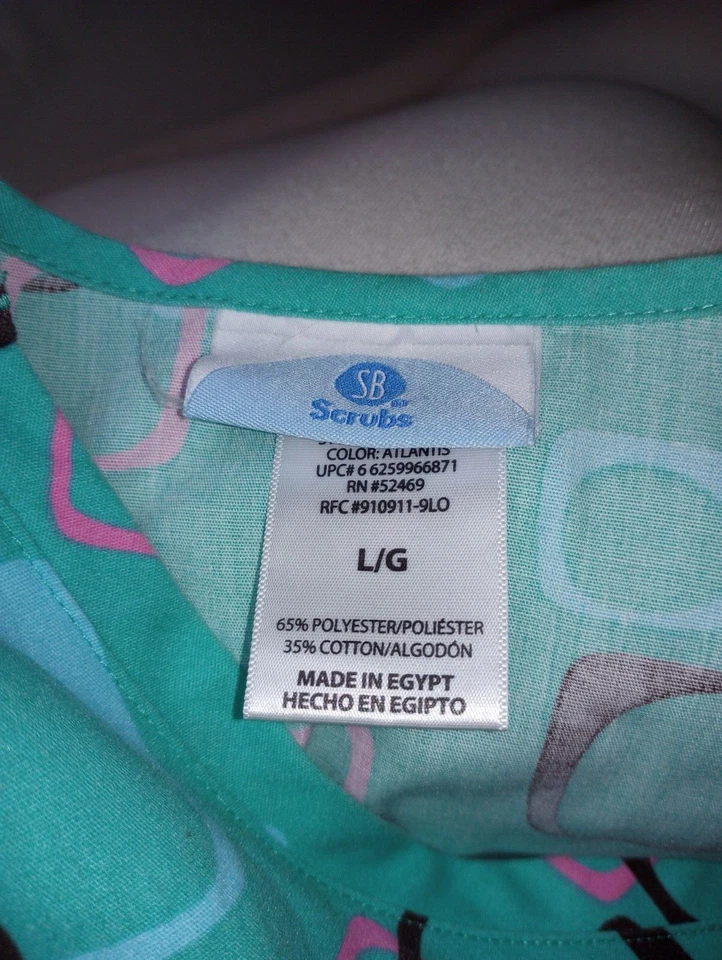 SB
Scrubs
COLOR: ATLANTIS
UPC# 6 6259966871
RN #52469
RFC #910911-9LO
L/G
65% POLYESTER/POLIÉSTER
35% COTTON/ALGODÓN
MADE IN EGYPT
HECHO EN EGIPTO